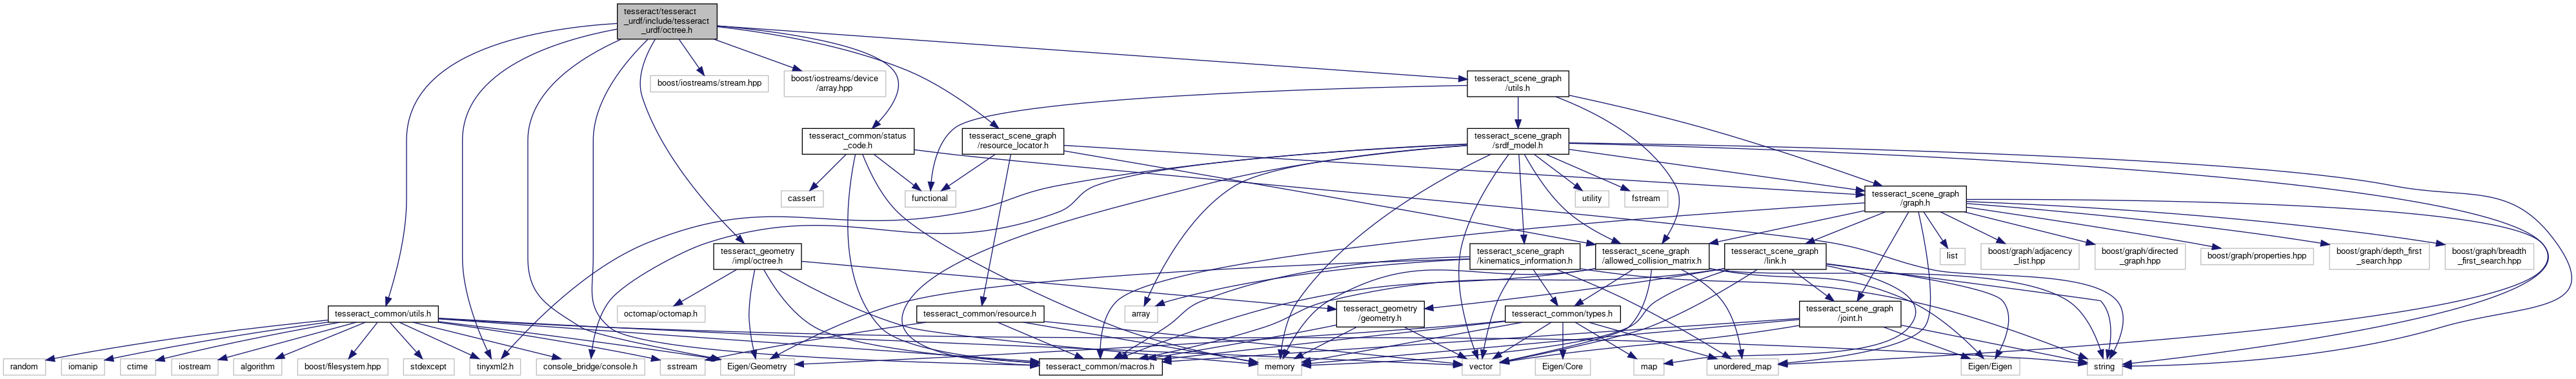 tesseract/tesseract
_urdf/include/tesseract
_urdf/octree.h
boost/iostreams/stream.hpp
boost/iostreams/device
/array.hpp
tesseract_scene_graph
/utils.h
tesseract_common/status
_code.h
tesseract_scene_graph
/resource_locator.h
tesseract_scene_graph
/srdf_model.h
cassert
functional
utility
fstream
tesseract_scene_graph
/graph.h
tesseract_geometry
/impl/octree.h
tesseract_scene_graph
/kinematics_information.h
tesseract_scene_graph
/allowed_collision_matrix.h
tesseract_scene_graph
/link.h
list
boost/graph/adjacency
_list.hpp
boost/graph/directed
_graph.hpp
boost/graph/properties.hpp
boost/graph/depth_first
_search.hpp
boost/graph/breadth
_first_search.hpp
tesseract_common/utils.h
octomap/octomap.h
tesseract_common/resource.h
array
tesseract_geometry
/geometry.h
tesseract_common/types.h
tesseract_scene_graph
/joint.h
random
iomanip
ctime
iostream
algorithm
boost/filesystem.hpp
stdexcept
tinyxml2.h
console_bridge/console.h
sstream
Eigen/Geometry
tesseract_common/macros.h
memory
vector
Eigen/Core
map
unordered_map
Eigen/Eigen
string